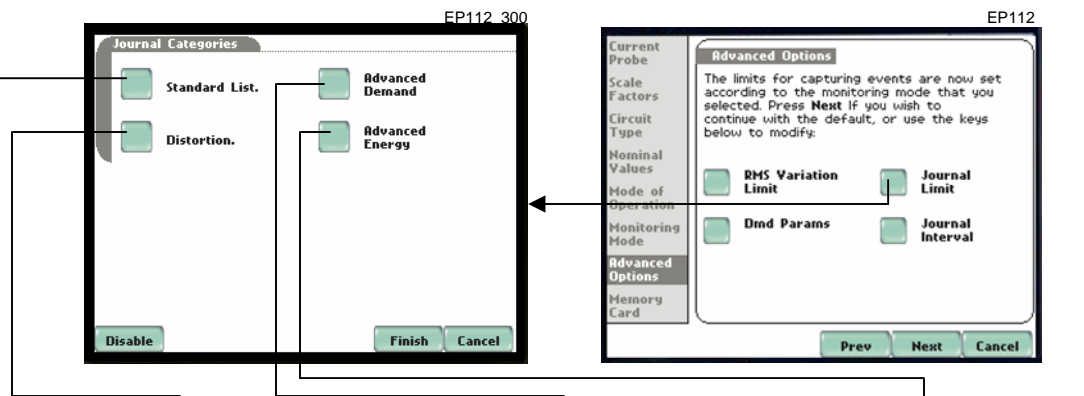 EP112_300
Journal Categories
Standard List.
Advanced
Demand
Distortion.
Advanced
Energy
Disable
Finish
Cancel
EP112
Current
Probe
Scale
Factors
Circuit
Type
Nominal
Values
Mode of
Operation
Monitoring
Mode
Advanced
Options
Memory
Card
Advanced Options
The limits for capturing events are now set
according to the monitoring mode that you
selected. Press Next If you wish to
continue with the default, or use the keys
below to modify:
RMS Variation
Limit
Journal
Limit
Dmd Params
Journal
Interval
Prev
Next
Cancel